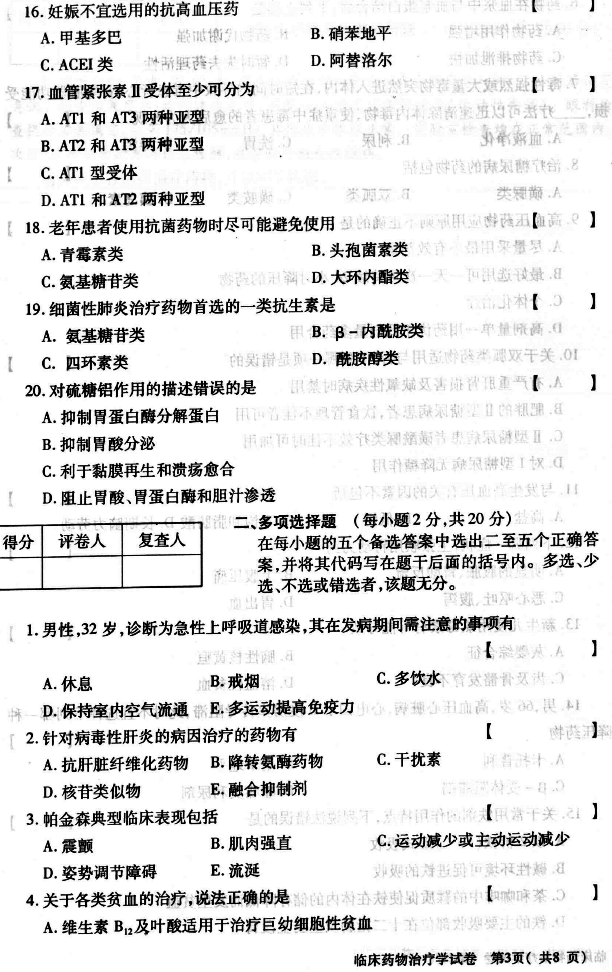 16. 妊娠不宜选用的抗高血压药
A. 甲基多巴 B. 硝苯地平
C. ACEI 类 D. 阿替洛尔
17. 血管紧张素Ⅱ受体至少可分为 【 】
A. AT1 和 AT3 两种亚型
B. AT2 和 AT3 两种亚型
C. AT1 型受体
D. AT1 和 AT2 两种亚型
18. 老年患者使用抗菌药物时尽可能避免使用 【 】
A. 青霉素类 B. 头孢菌素类
C. 氨基糖苷类 D. 大环内酯类
19. 细菌性肺炎治疗药物首选的一类抗生素是 【 】
A. 氨基糖苷类 B. β-内酰胺类
C. 四环素类 D. 酰胺醇类
20. 对硫糖铝作用的描述错误的是 【 】
A. 抑制胃蛋白酶分解蛋白
B. 抑制胃酸分泌
C. 利于黏膜再生和溃疡愈合
D. 阻止胃酸、胃蛋白酶和胆汁渗透
得分 评卷人 复查人
二、多项选择题 (每小题 2 分,共 20 分)
在每小题的五个备选答案中选出二至五个正确答
案,并将其代码写在题干后面的括号内。多选、少
选、不选或错选者,该题无分。
1. 男性,32 岁,诊断为急性上呼吸道感染,其在发病期间需注意的事项有
【 】
A. 休息 B. 戒烟 C. 多饮水
D. 保持室内空气流通 E. 多运动提高免疫力
2. 针对病毒性肝炎的病因治疗的药物有 【 】
A. 抗肝脏纤维化药物 B. 降转氨酶药物 C. 干扰素
D. 核苷类似物 E. 融合抑制剂
3. 帕金森典型临床表现包括 【 】
A. 震颤 B. 肌肉强直 C. 运动减少或主动运动减少
D. 姿势调节障碍 E. 流涎
4. 关于各类贫血的治疗,说法正确的是 【 】
A. 维生素 B₁₂及叶酸适用于治疗巨幼细胞性贫血
临床药物治疗学试卷 第3页( 共8 页)